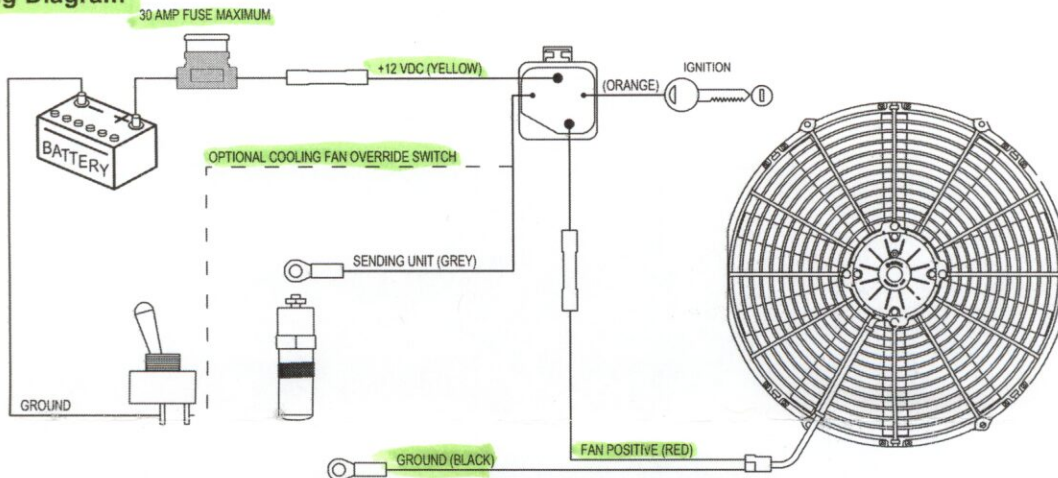 g Diagram
30 AMP FUSE MAXIMUM
+12 VDC (YELLOW)
(ORANGE)
IGNITION
BATTERY
OPTIONAL COOLING FAN OVERRIDE SWITCH
SENDING UNIT (GREY)
GROUND
GROUND (BLACK)
FAN POSITIVE (RED)